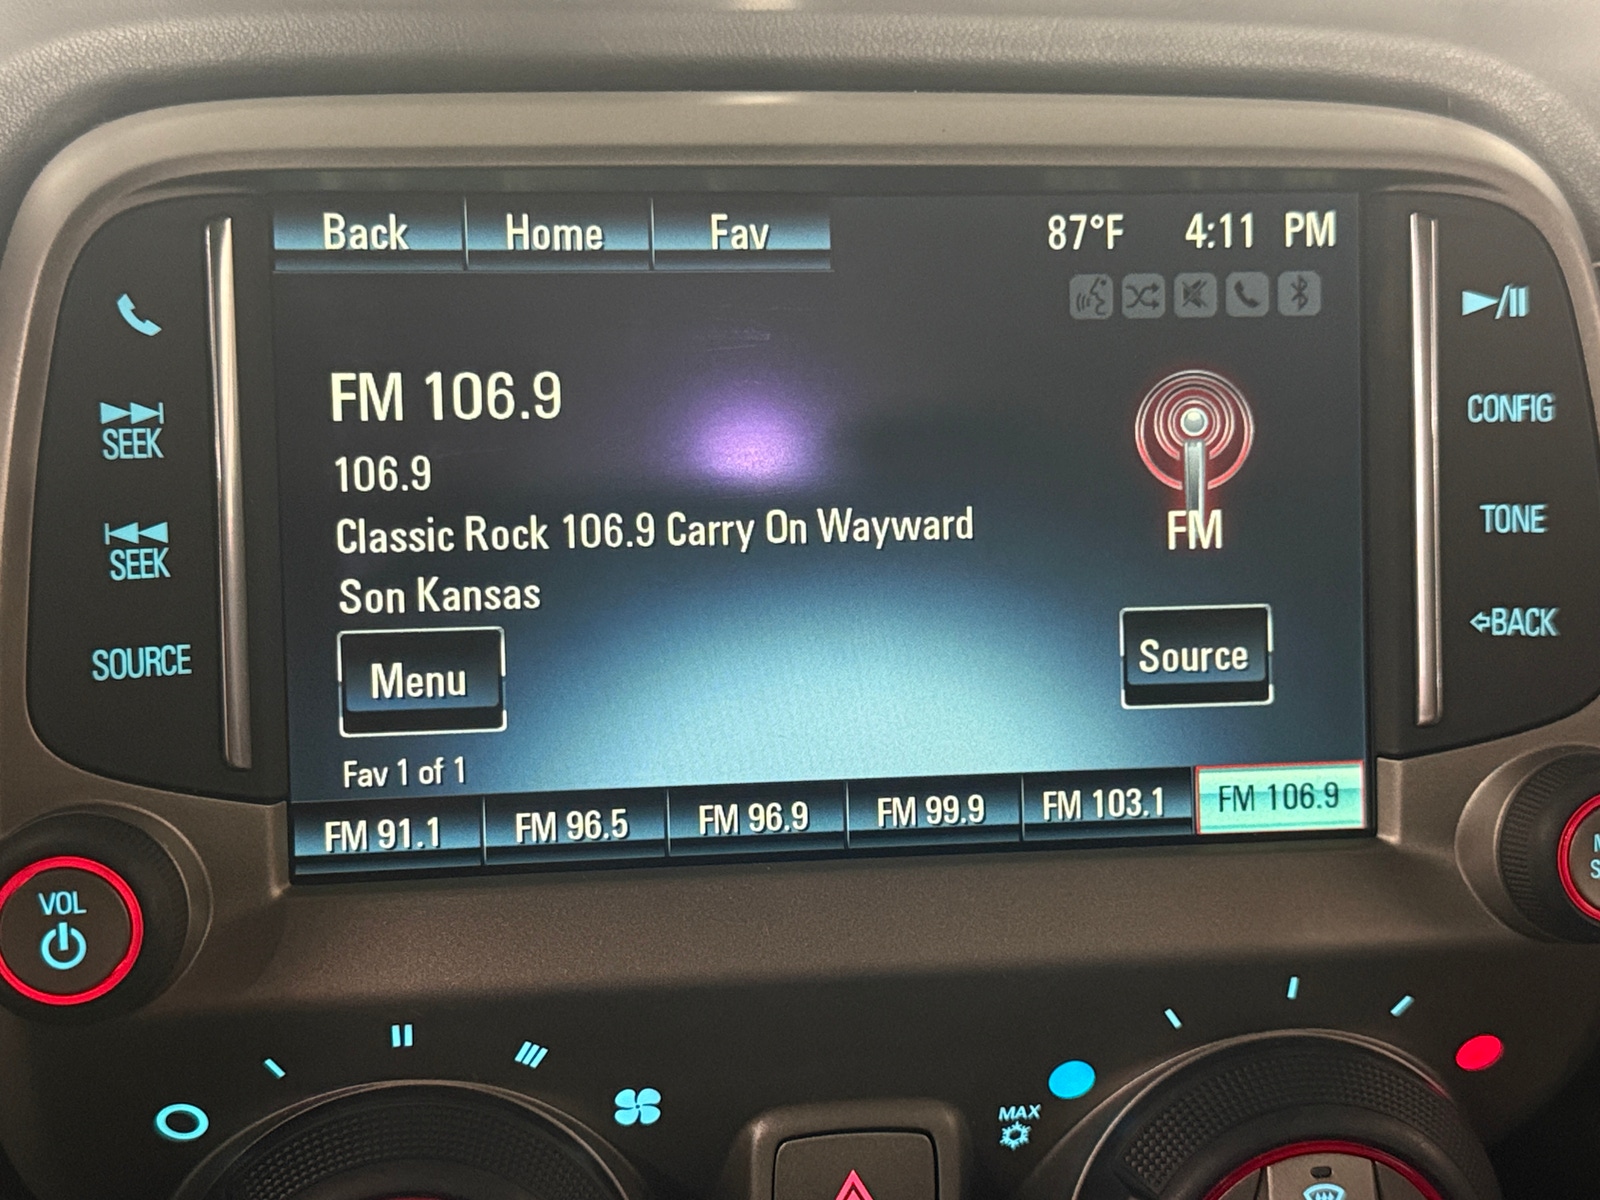 Back Home Fav 87°F 4:11 PM
SEEK
SEEK
SOURCE
FM 106.9
106.9
Classic Rock 106.9 Carry On Wayward
Son Kansas
Menu
FM
Source
CONFIG
TONE
BACK
Fav 1 of 1
FM 91.1 FM 96.5 FM 96.9 FM 99.9 FM 103.1 FM 106.9
VOL
MAX